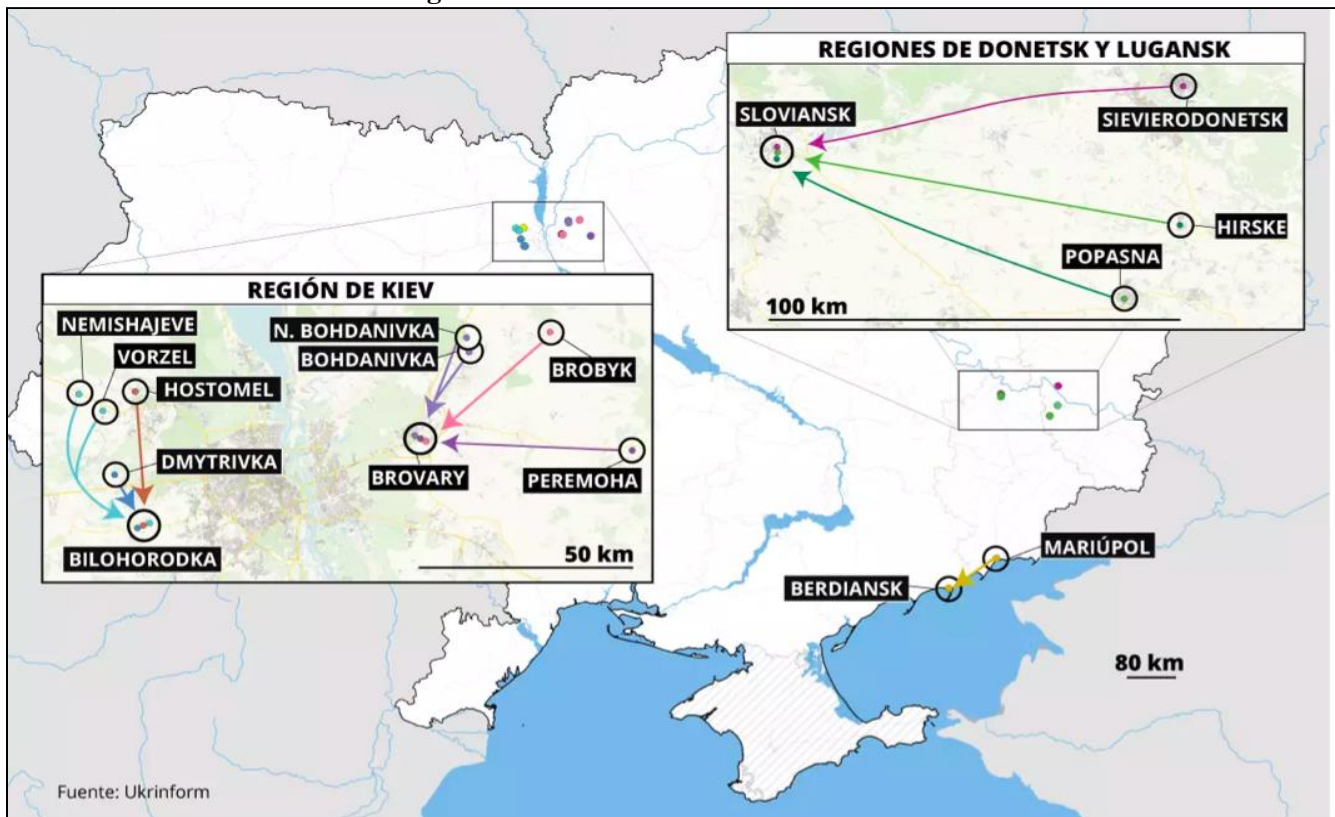 REGIONES DE DONETSK Y LUGANSK
SLOVIANSK
SIEVIERODONETSK
HIRSKE
POPASNA
100 km
REGIÓN DE KIEV
NEMISHAJEVE
VORZEL
HOSTOMEL
DMYTRIVKA
BILOHORODKA
N. BOHDANIVKA
BOHDANIVKA
BROBYK
BROVARY
PEREMOHA
50 km
MARIÚPOL
BERDIANSK
80 km
Fuente: Ukrinform